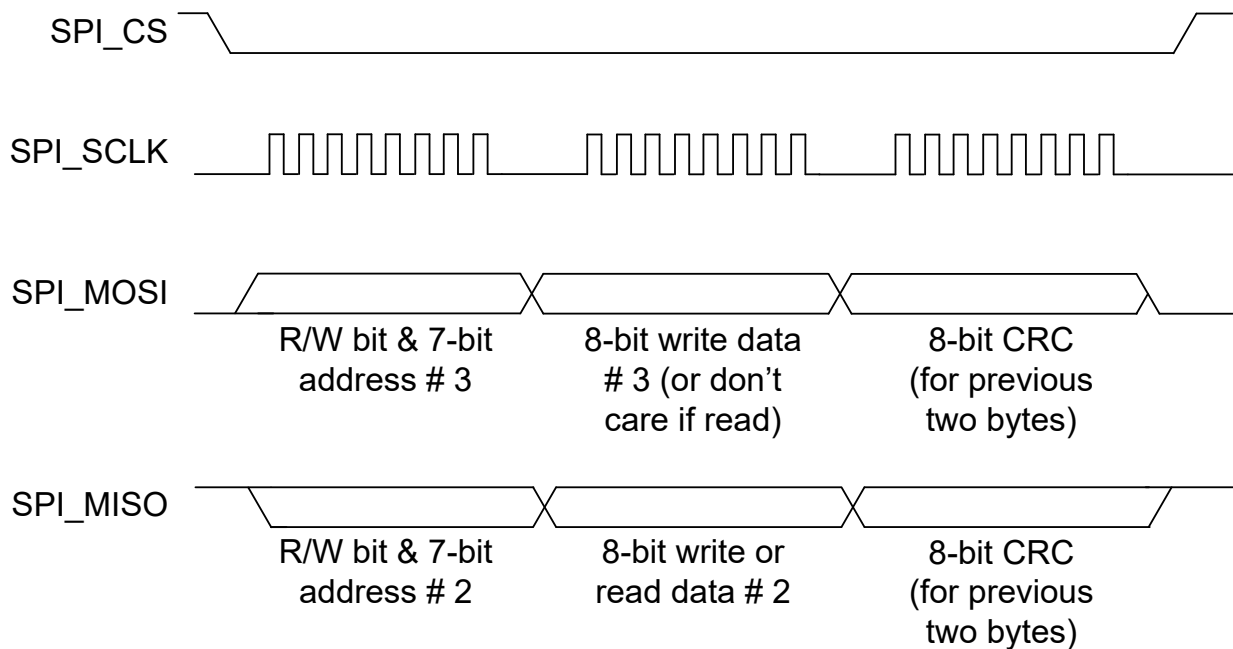 SPI_CS
SPI_SCLK
SPI_MOSI
R/W bit & 7-bit
address # 3
8-bit write data
# 3 (or don’t
care if read)
8-bit CRC
(for previous
two bytes)
SPI_MISO
R/W bit & 7-bit
address # 2
8-bit write or
read data # 2
8-bit CRC
(for previous
two bytes)